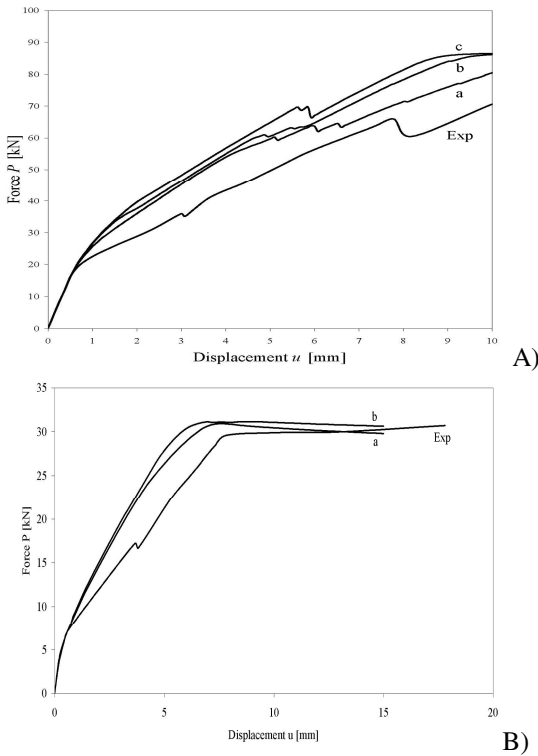 100
90
80
70
60
50
40
30
20
10
0
Force P [kN]
c
b
a
Exp
0 1 2 3 4 5 6 7 8 9 10
Displacement u [mm]
A)
35
30
25
20
15
10
5
0
Force P [kN]
b
a
Exp
0 5 10 15 20
Displacement u [mm]
B)